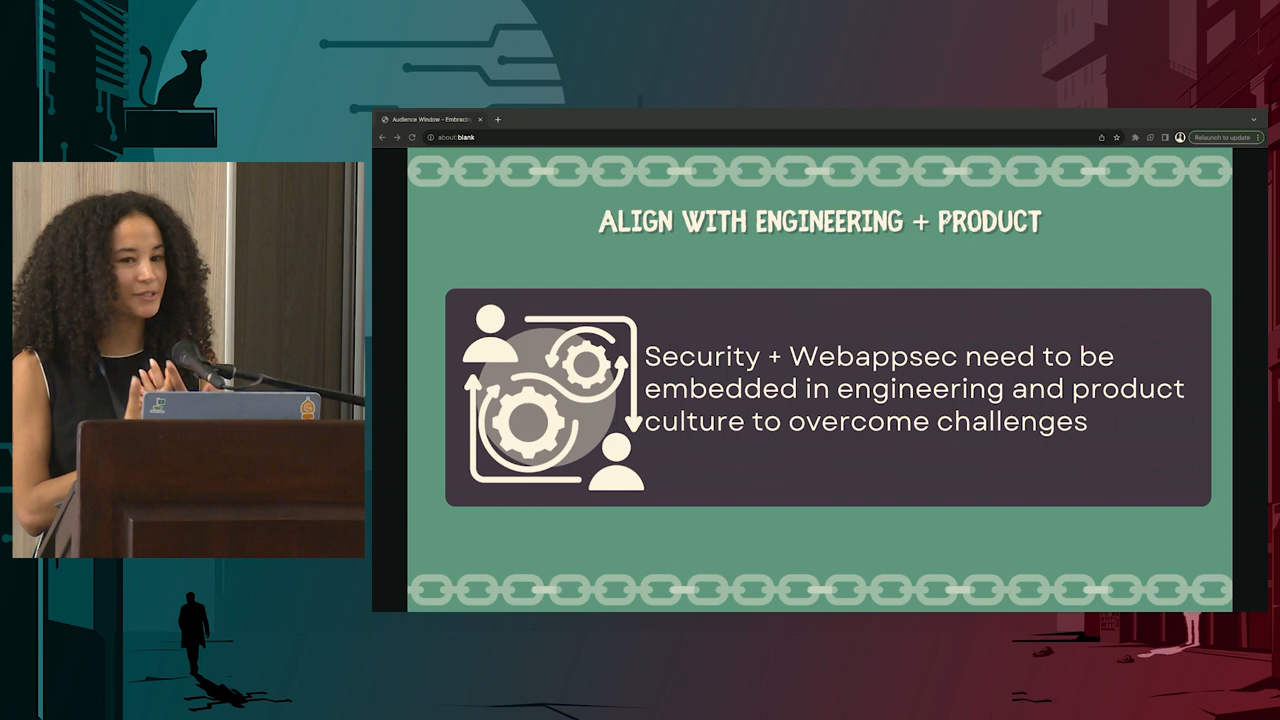 Audience Window - Embracin
about:blank
Relaunch to update
ALIGN WITH ENGINEERING + PRODUCT
Security + Webappsec need to be
embedded in engineering and product
culture to overcome challenges